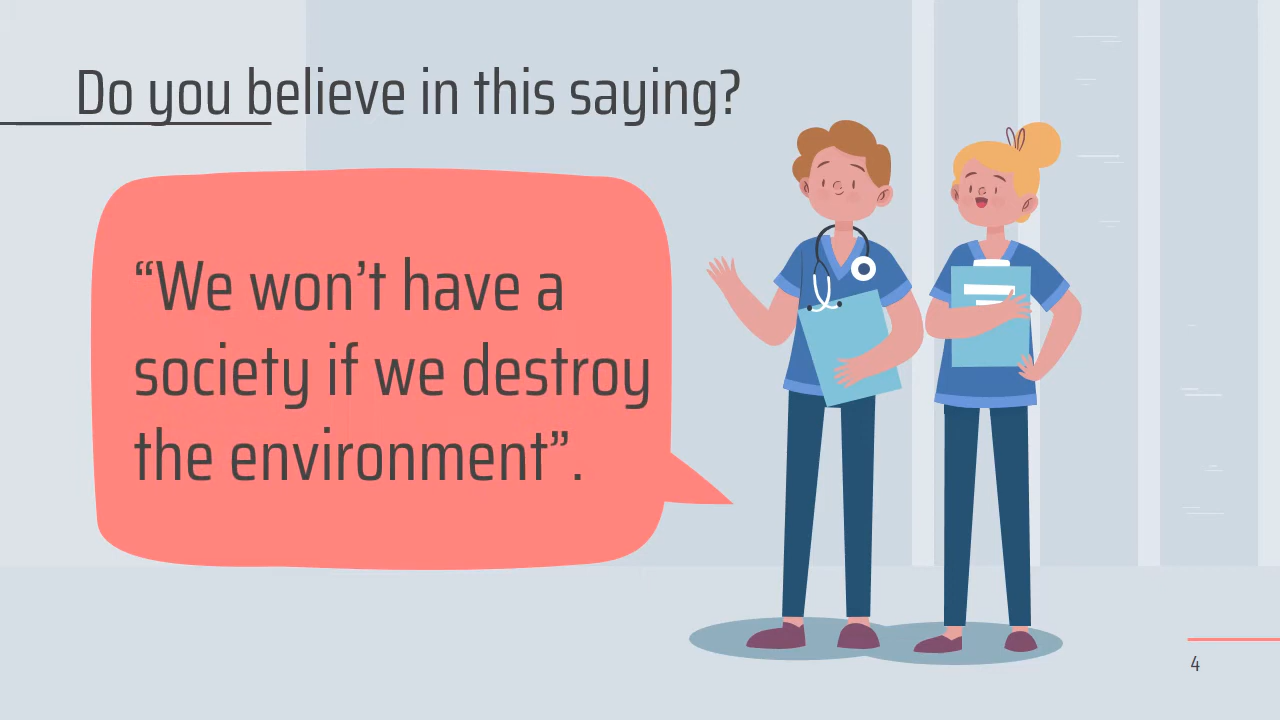 Do you believe in this saying?
“We won’t have a
society if we destroy
the environment”.
4